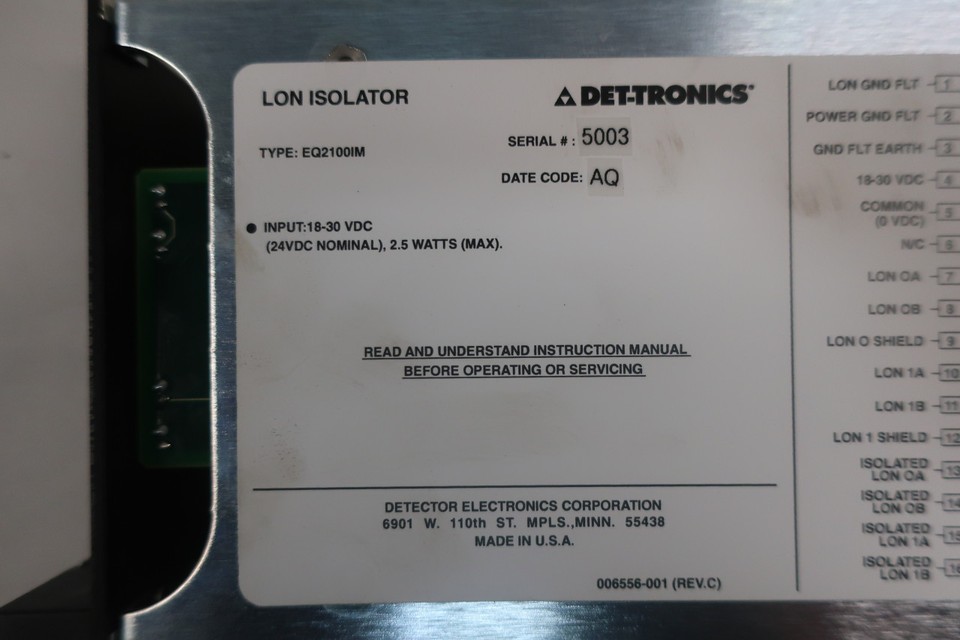 LON ISOLATOR
DET-TRONICS®
TYPE: EQ2100IM
SERIAL # : 5003
DATE CODE: AQ
● INPUT:18-30 VDC
(24VDC NOMINAL), 2.5 WATTS (MAX).
READ AND UNDERSTAND INSTRUCTION MANUAL
BEFORE OPERATING OR SERVICING
DETECTOR ELECTRONICS CORPORATION
6901 W. 110th ST. MPLS.,MINN. 55438
MADE IN U.S.A.
006556-001 (REV.C)
LON GND FLT 1
POWER GND FLT 2
GND FLT EARTH 3
18-30 VDC 4
COMMON
(0 VDC) 5
N/C 6
LON 0A 7
LON 0B 8
LON 0 SHIELD 9
LON 1A 10
LON 1B 11
LON 1 SHIELD 12
ISOLATED
LON 0A 13
ISOLATED
LON 0B 14
ISOLATED
LON 1A 15
ISOLATED
LON 1B 16